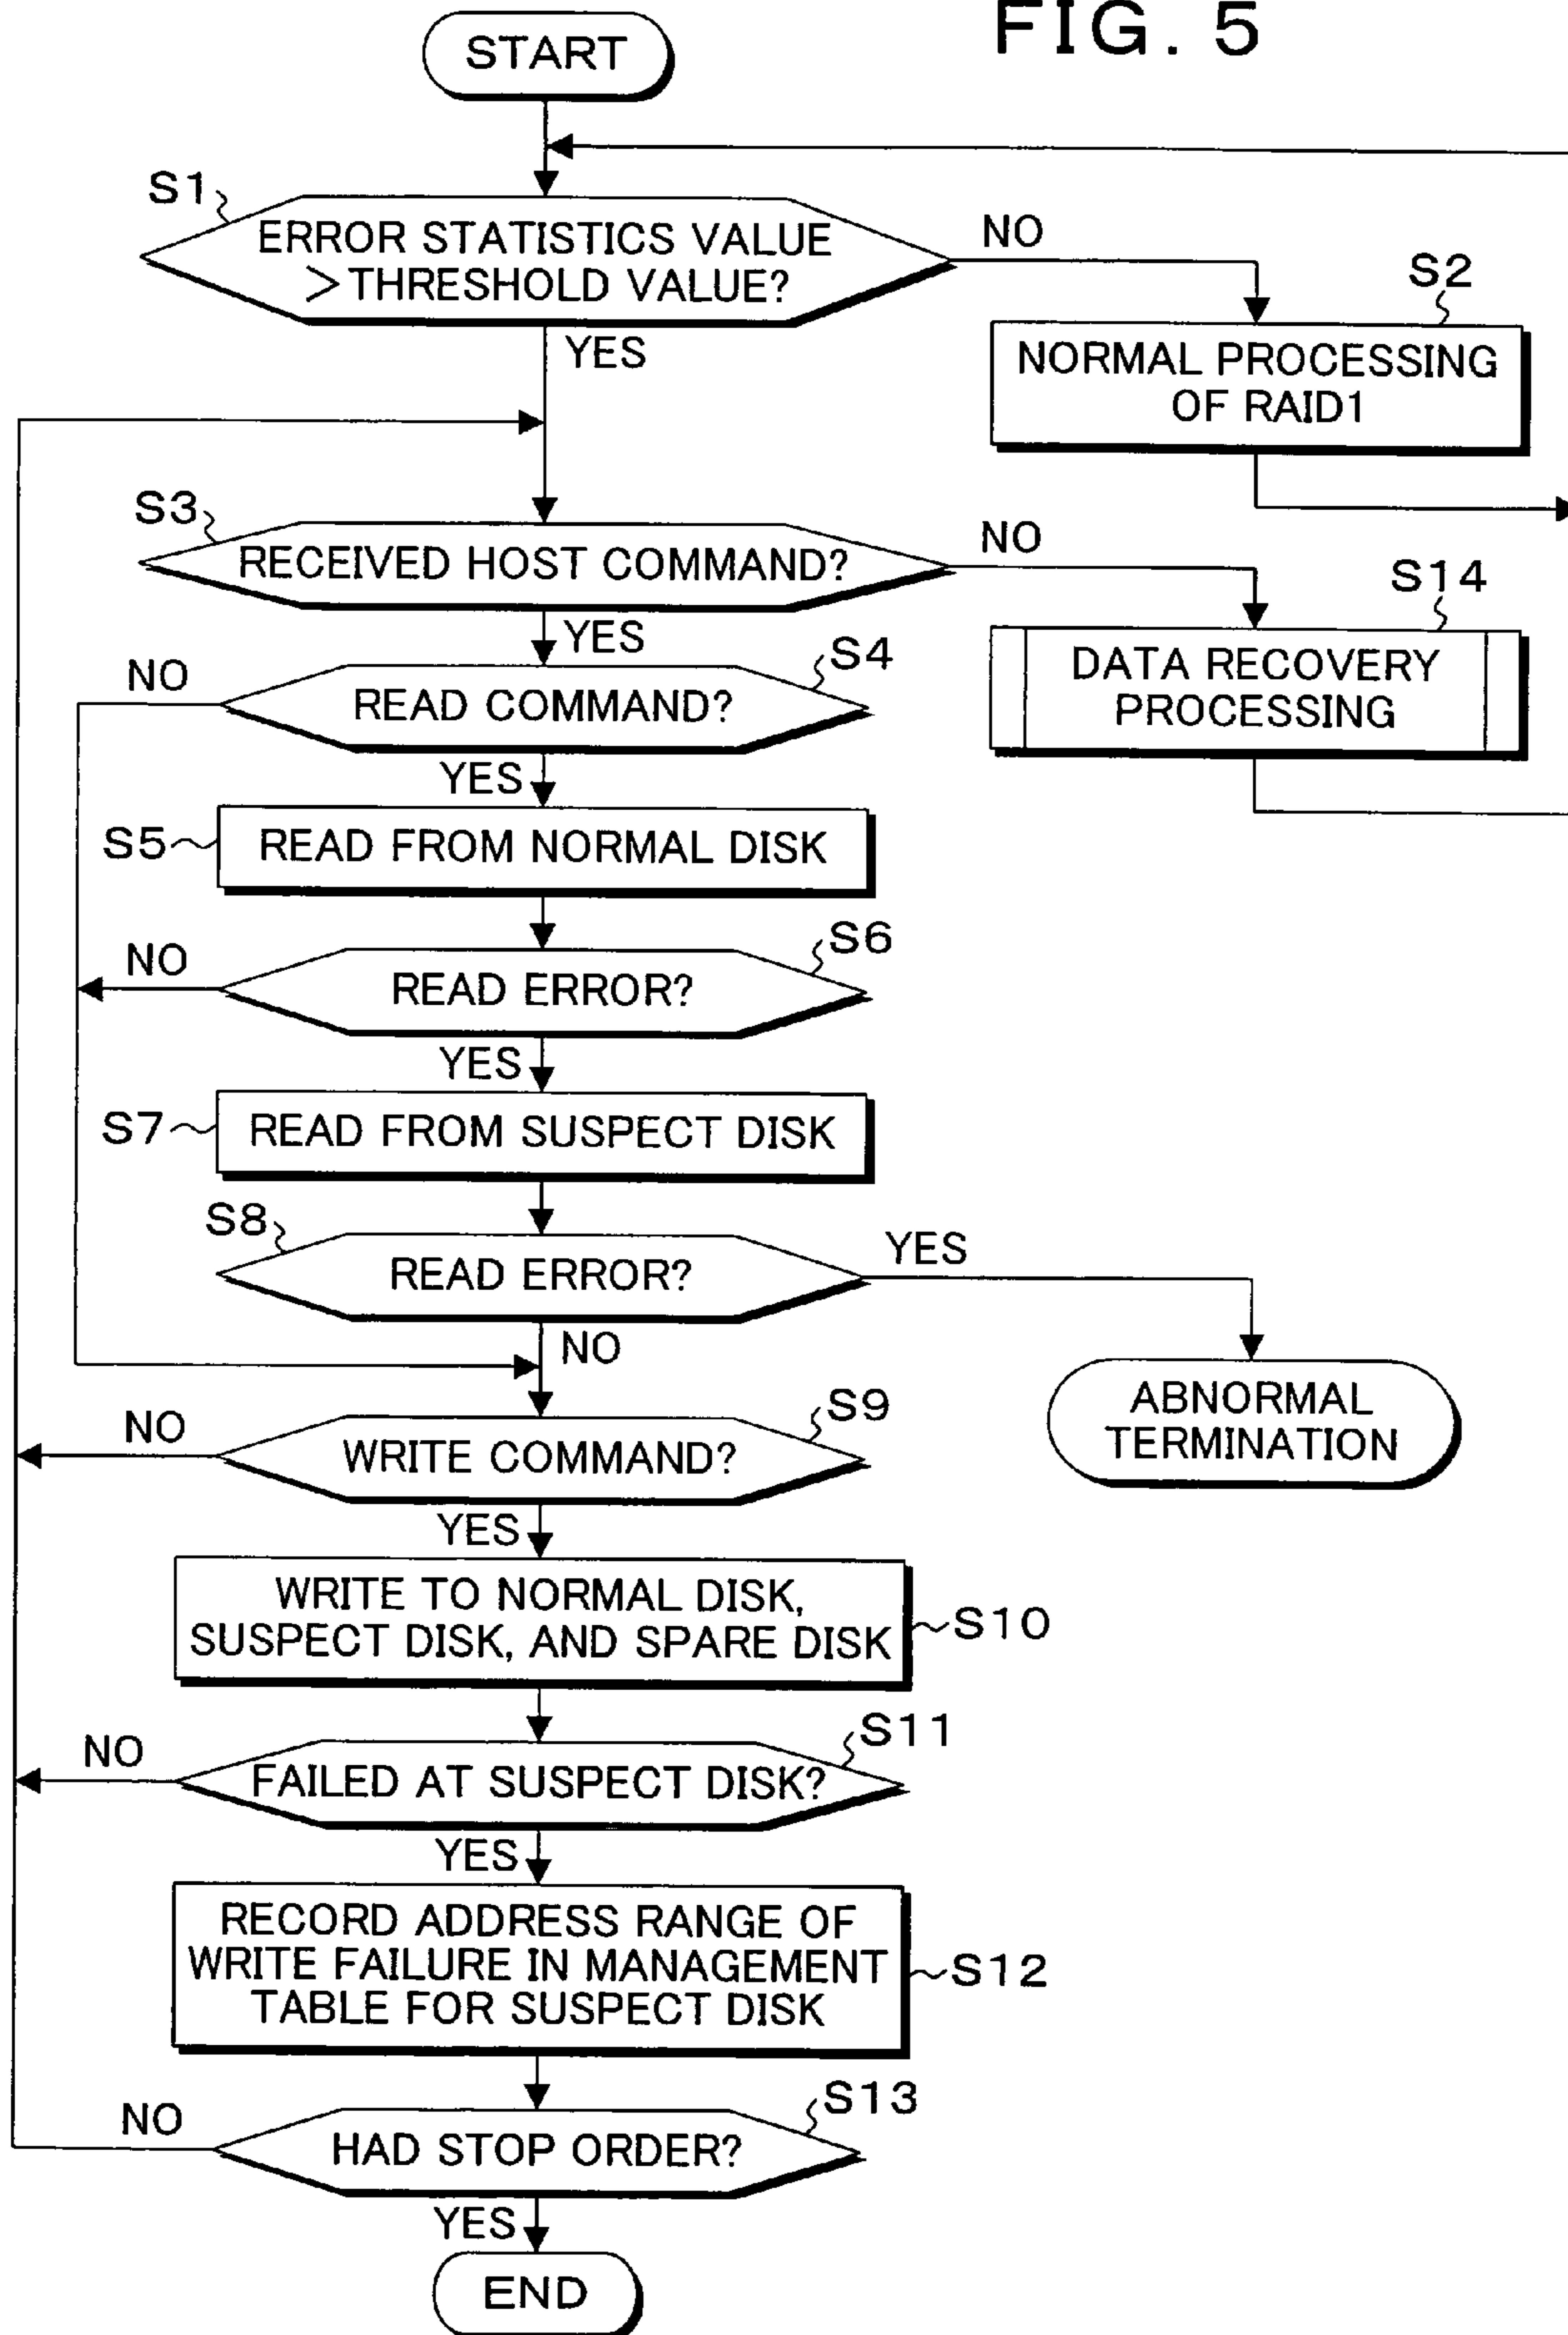 FIG. 5
START
S1
ERROR STATISTICS VALUE
>THRESHOLD VALUE?
NO
YES
S2
NORMAL PROCESSING
OF RAID1
S3
RECEIVED HOST COMMAND?
NO
YES
S14
DATA RECOVERY
PROCESSING
S4
READ COMMAND?
NO
YES
S5
READ FROM NORMAL DISK
S6
READ ERROR?
NO
YES
S7
READ FROM SUSPECT DISK
S8
READ ERROR?
YES
NO
ABNORMAL
TERMINATION
S9
WRITE COMMAND?
NO
YES
WRITE TO NORMAL DISK,
SUSPECT DISK, AND SPARE DISK
S10
S11
FAILED AT SUSPECT DISK?
NO
YES
RECORD ADDRESS RANGE OF
WRITE FAILURE IN MANAGEMENT
TABLE FOR SUSPECT DISK
S12
S13
HAD STOP ORDER?
NO
YES
END